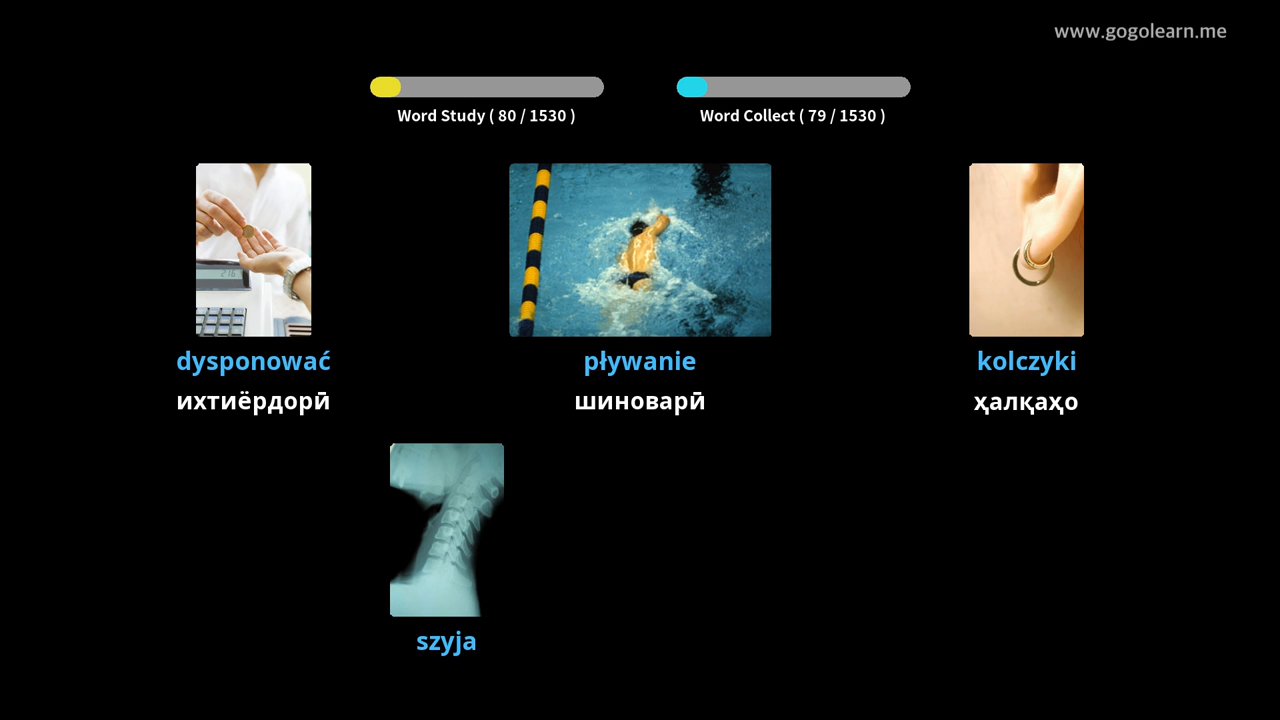 www.gogolearn.me
Word Study ( 80 / 1530 )
Word Collect ( 79 / 1530 )
dysponować
pływanie
kolczyki
ихтиёрдорӣ
шиноварӣ
ҳалқаҳо
szyja